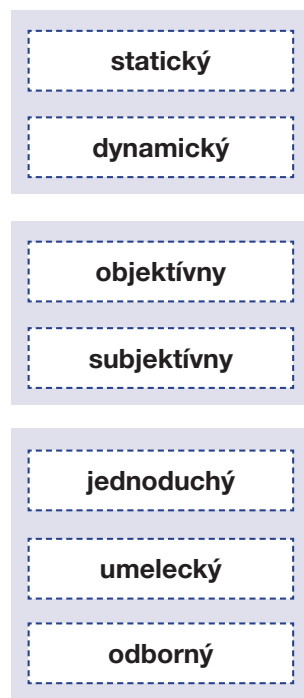 statický
dynamický
objektívny
subjektívny
jednoduchý
umelecký
odborný